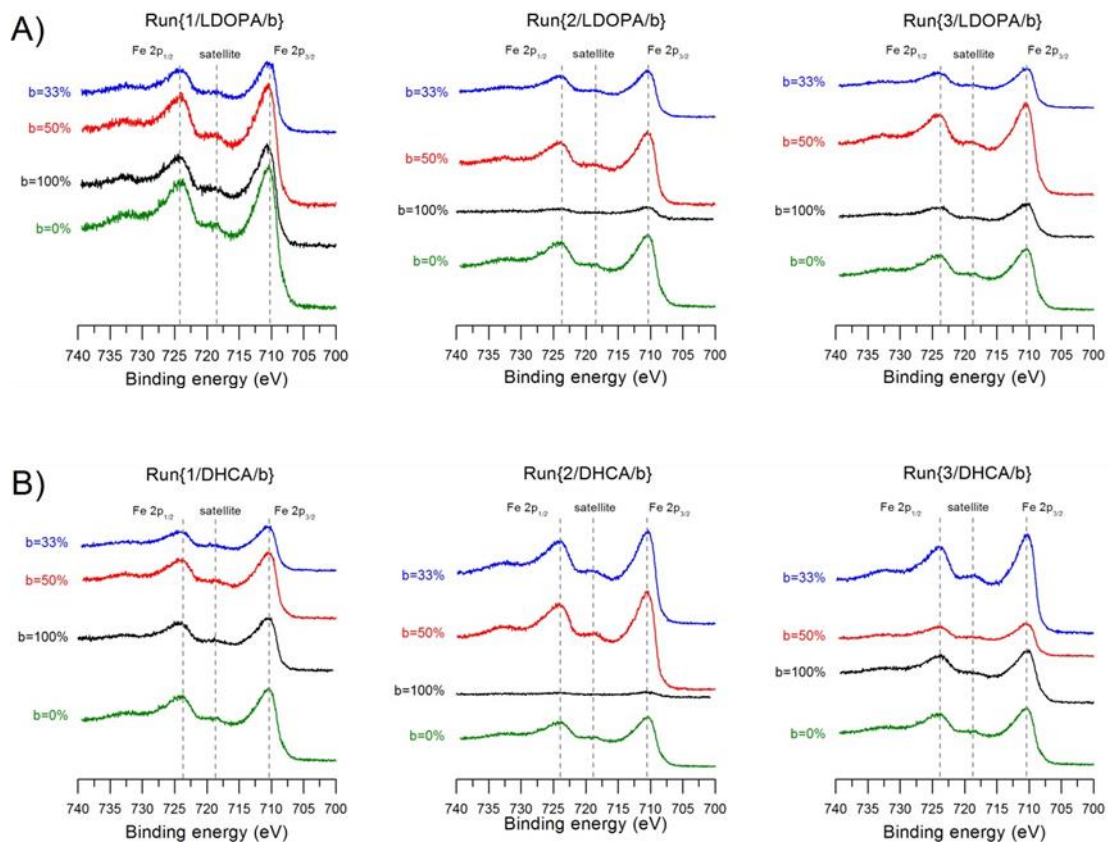 A)
Run{1/LDOPA/b}
Fe 2p1/2 satellite Fe 2p3/2
b=33%
b=50%
b=100%
b=0%
740 735 730 725 720 715 710 705 700
Binding energy (eV)
Run{2/LDOPA/b}
Fe 2p1/2 satellite Fe 2p3/2
b=33%
b=50%
b=100%
b=0%
740 735 730 725 720 715 710 705 700
Binding energy (eV)
Run{3/LDOPA/b}
Fe 2p1/2 satellite Fe 2p3/2
b=33%
b=50%
b=100%
b=0%
740 735 730 725 720 715 710 705 700
Binding energy (eV)
B)
Run{1/DHCA/b}
Fe 2p1/2 satellite Fe 2p3/2
b=33%
b=50%
b=100%
b=0%
740 735 730 725 720 715 710 705 700
Binding energy (eV)
Run{2/DHCA/b}
Fe 2p1/2 satellite Fe 2p3/2
b=33%
b=50%
b=100%
b=0%
740 735 730 725 720 715 710 705 700
Binding energy (eV)
Run{3/DHCA/b}
Fe 2p1/2 satellite Fe 2p3/2
b=33%
b=50%
b=100%
b=0%
740 735 730 725 720 715 710 705 700
Binding energy (eV)